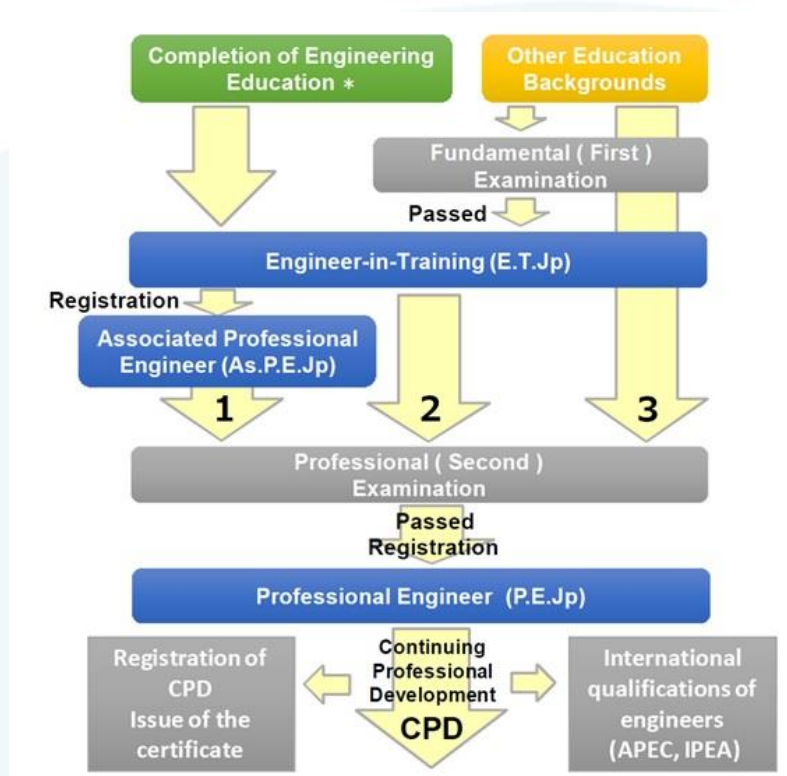 Completion of Engineering
Education *
Other Education
Backgrounds
Fundamental ( First )
Examination
Passed
Engineer-in-Training (E.T.Jp)
Registration
Associated Professional
Engineer (As.P.E.Jp)
1
2
3
Professional ( Second )
Examination
Passed
Registration
Professional Engineer (P.E.Jp)
Registration of
CPD
Issue of the
certificate
Continuing
Professional
Development
CPD
International
qualifications of
engineers
(APEC, IPEA)